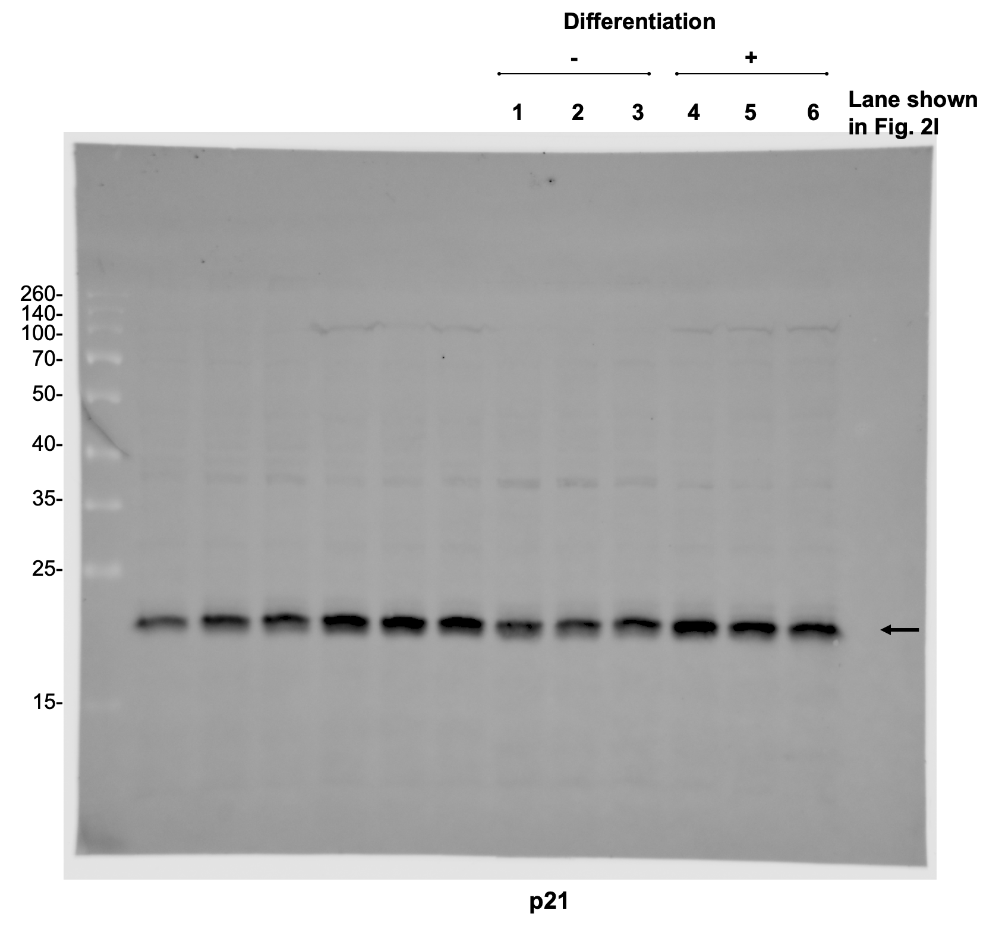 Differentiation
- +
1 2 3 4 5 6
Lane shown
in Fig. 2I
260-
140-
100-
70-
50-
40-
35-
25-
15-
p21